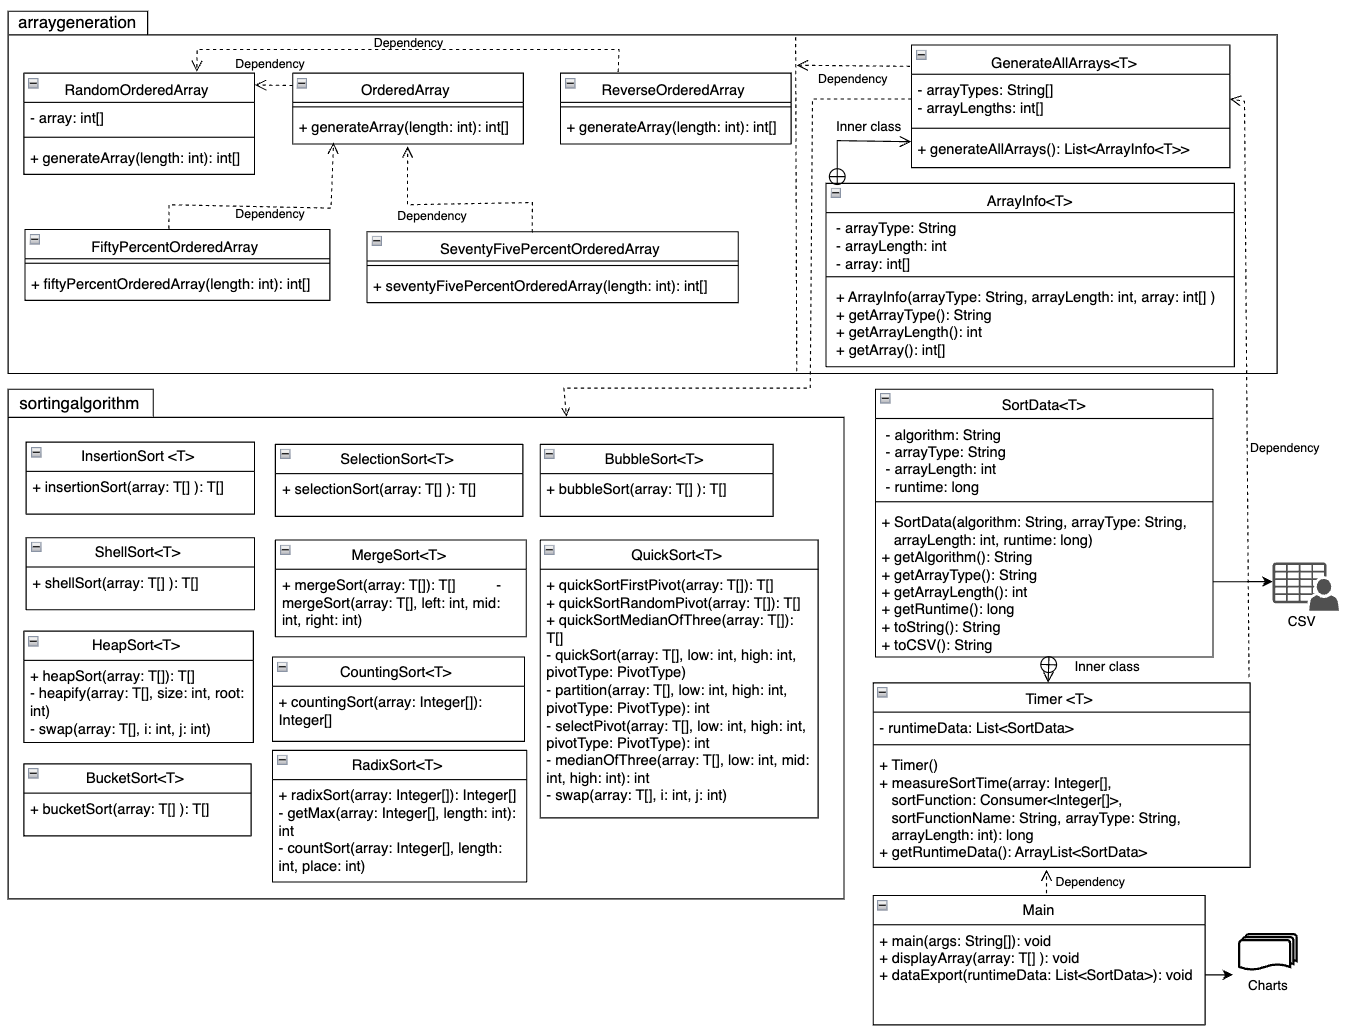 arraygeneration
Dependency
Dependency
RandomOrderedArray
- array: int[]
+ generateArray(length: int): int[]
OrderedArray
+ generateArray(length: int): int[]
ReverseOrderedArray
+ generateArray(length: int): int[]
Dependency
GenerateAllArrays<T>
- arrayTypes: String[]
- arrayLengths: int[]
+ generateAllArrays(): List<ArrayInfo<T>>
Inner class
Dependency
Dependency
FiftyPercentOrderedArray
+ fiftyPercentOrderedArray(length: int): int[]
SeventyFivePercentOrderedArray
+ seventyFivePercentOrderedArray(length: int): int[]
ArrayInfo<T>
- arrayType: String
- arrayLength: int
- array: int[]
+ ArrayInfo(arrayType: String, arrayLength: int, array: int[] )
+ getArrayType(): String
+ getArrayLength(): int
+ getArray(): int[]
sortingalgorithm
InsertionSort <T>
+ insertionSort(array: T[] ): T[]
SelectionSort<T>
+ selectionSort(array: T[] ): T[]
BubbleSort<T>
+ bubbleSort(array: T[] ): T[]
ShellSort<T>
+ shellSort(array: T[] ): T[]
MergeSort<T>
+ mergeSort(array: T[]): T[] -
mergeSort(array: T[], left: int, mid:
int, right: int)
QuickSort<T>
+ quickSortFirstPivot(array: T[]): T[]
+ quickSortRandomPivot(array: T[]): T[]
+ quickSortMedianOfThree(array: T[]):
T[]
- quickSort(array: T[], low: int, high: int,
pivotType: PivotType)
- partition(array: T[], low: int, high: int,
pivotType: PivotType): int
- selectPivot(array: T[], low: int, high: int,
pivotType: PivotType): int
- medianOfThree(array: T[], low: int, mid:
int, high: int): int
- swap(array: T[], i: int, j: int)
HeapSort<T>
+ heapSort(array: T[]): T[]
- heapify(array: T[], size: int, root:
int)
- swap(array: T[], i: int, j: int)
CountingSort<T>
+ countingSort(array: Integer[]):
Integer[]
BucketSort<T>
+ bucketSort(array: T[] ): T[]
RadixSort<T>
+ radixSort(array: Integer[]): Integer[]
- getMax(array: Integer[], length: int):
int
- countSort(array: Integer[], length:
int, place: int)
SortData<T>
- algorithm: String
- arrayType: String
- arrayLength: int
- runtime: long
+ SortData(algorithm: String, arrayType: String,
arrayLength: int, runtime: long)
+ getAlgorithm(): String
+ getArrayType(): String
+ getArrayLength(): int
+ getRuntime(): long
+ toString(): String
+ toCSV(): String
Dependency
CSV
Inner class
Timer <T>
- runtimeData: List<SortData>
+ Timer()
+ measureSortTime(array: Integer[],
sortFunction: Consumer<Integer[]>,
sortFunctionName: String, arrayType: String,
arrayLength: int): long
+ getRuntimeData(): ArrayList<SortData>
Dependency
Main
+ main(args: String[]): void
+ displayArray(array: T[] ): void
+ dataExport(runtimeData: List<SortData>): void
Charts